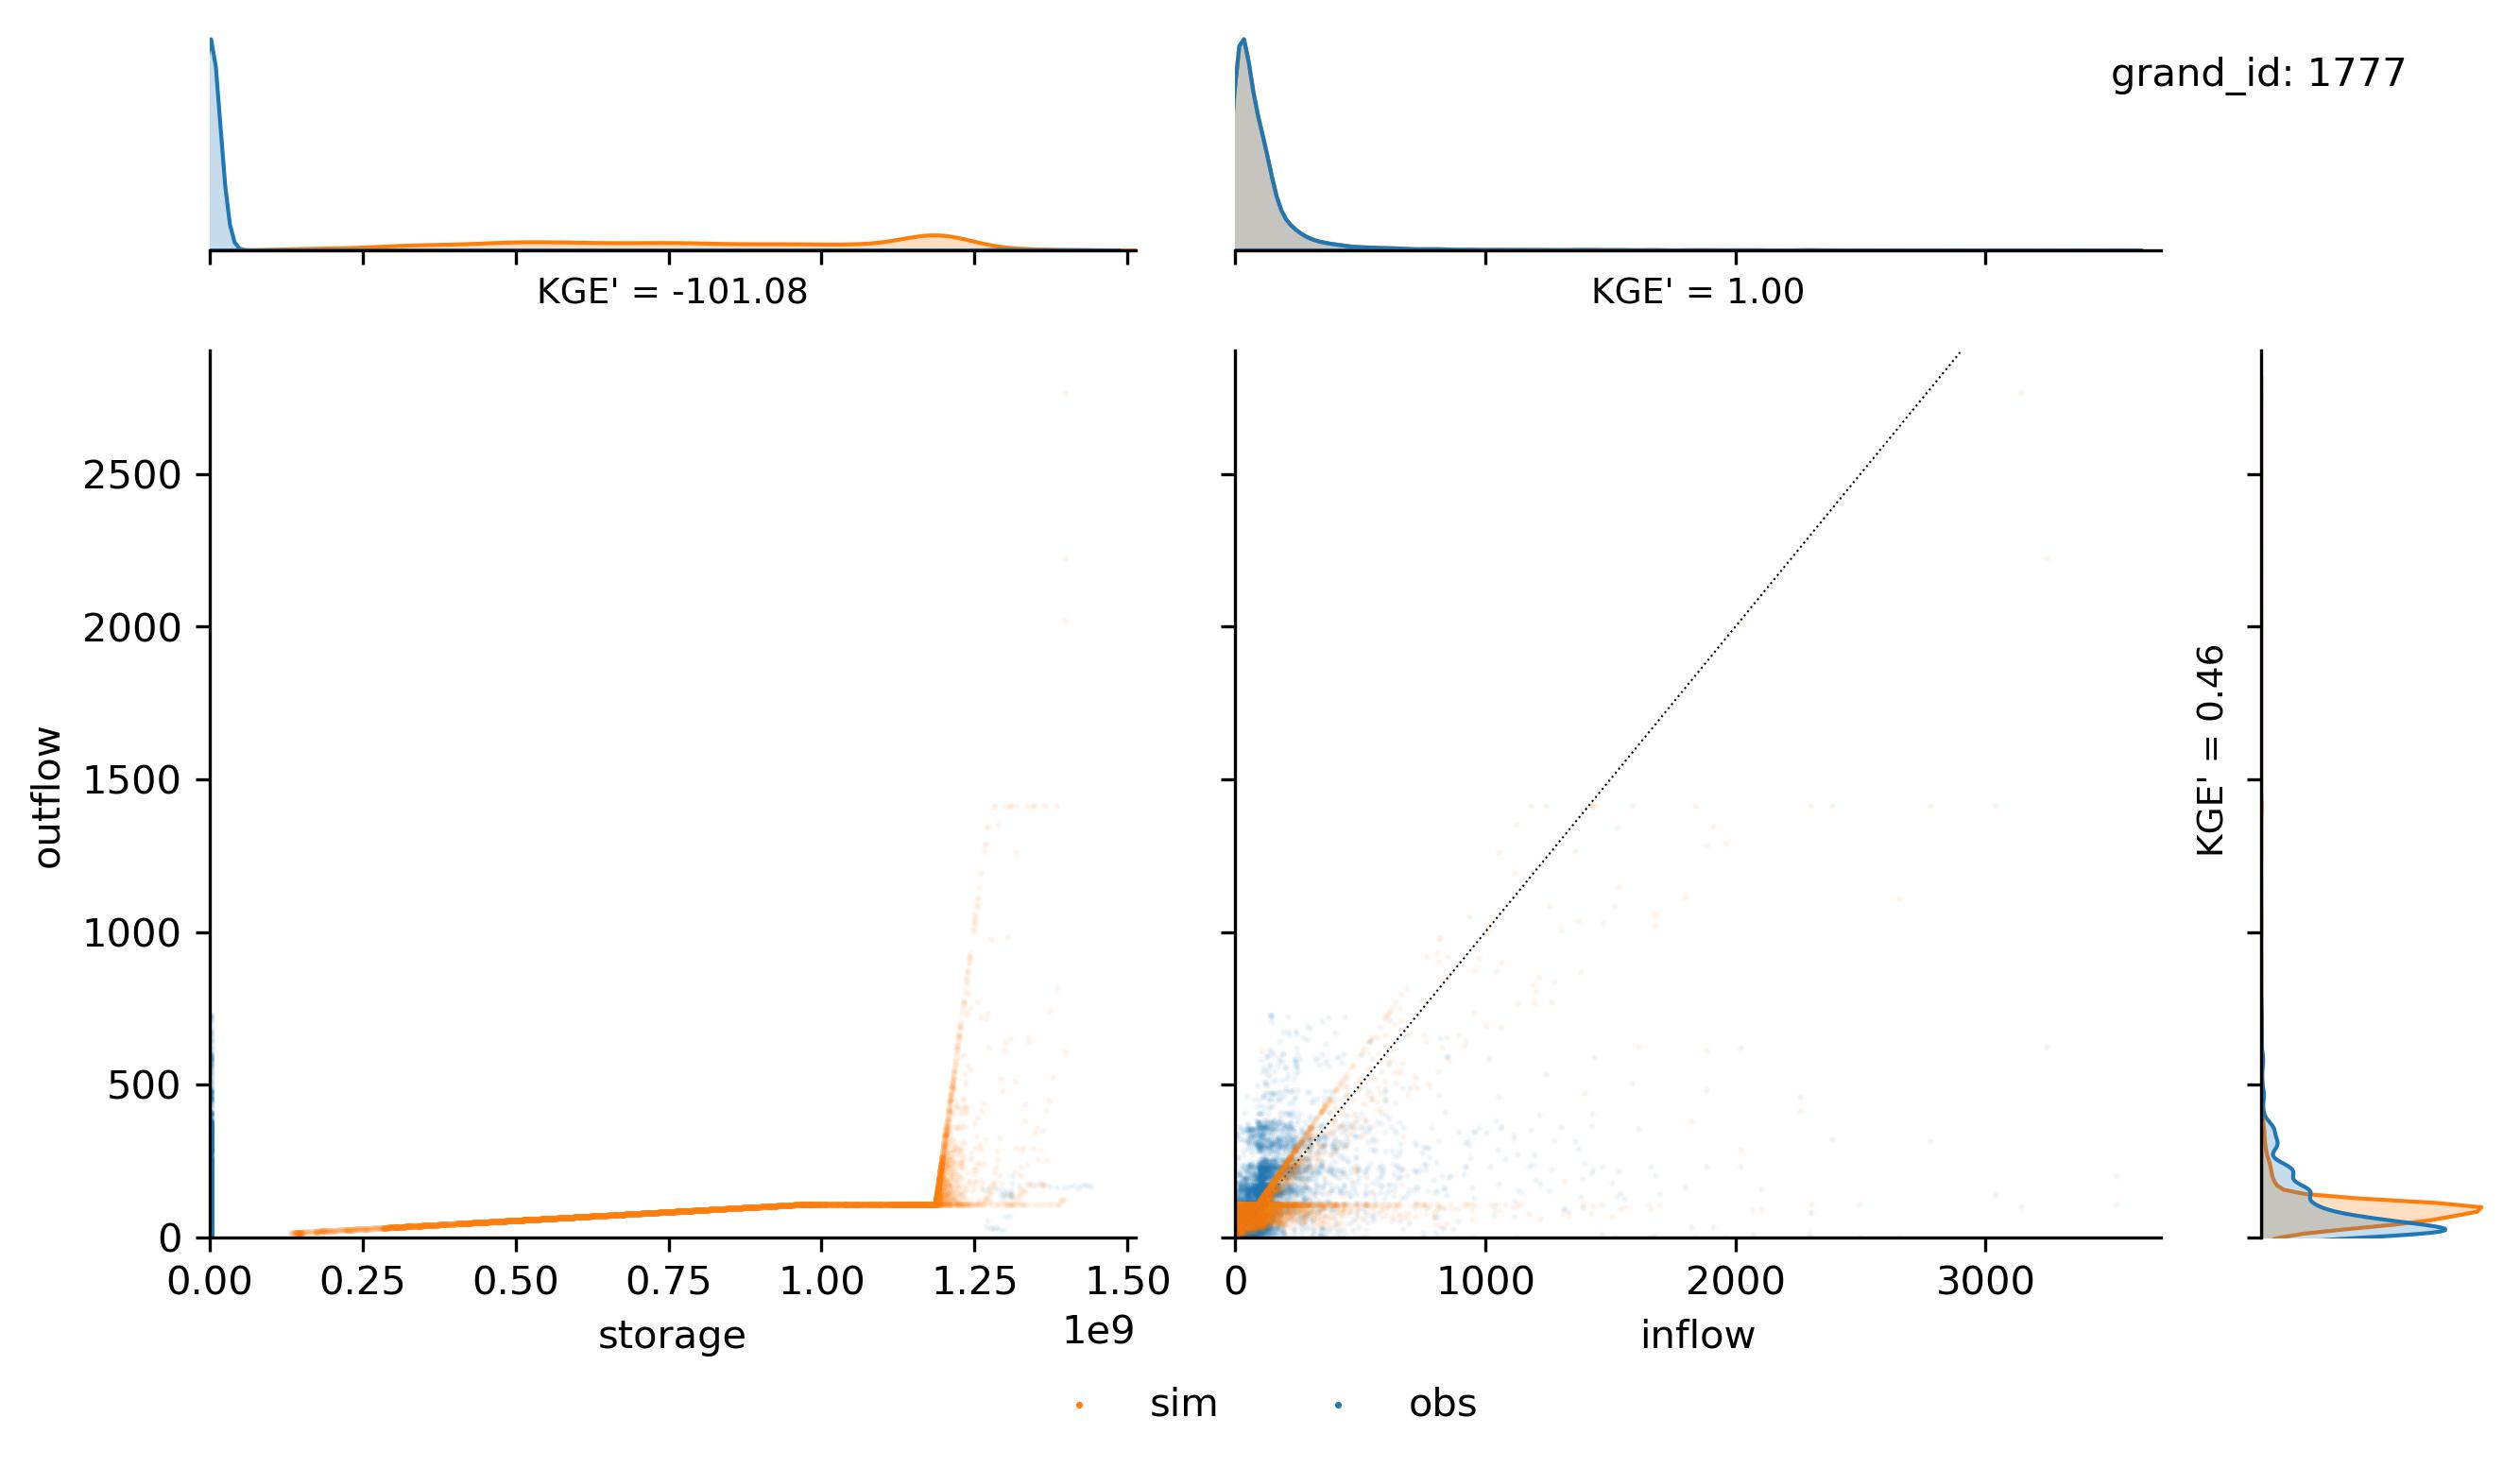 grand_id: 1777
KGE' = -101.08
KGE' = 1.00
outflow
2500
2000
1500
1000
500
0
KGE' = 0.46
0.00 0.25 0.50 0.75 1.00 1.25 1.50
1e9
storage
0 1000 2000 3000
inflow
sim obs